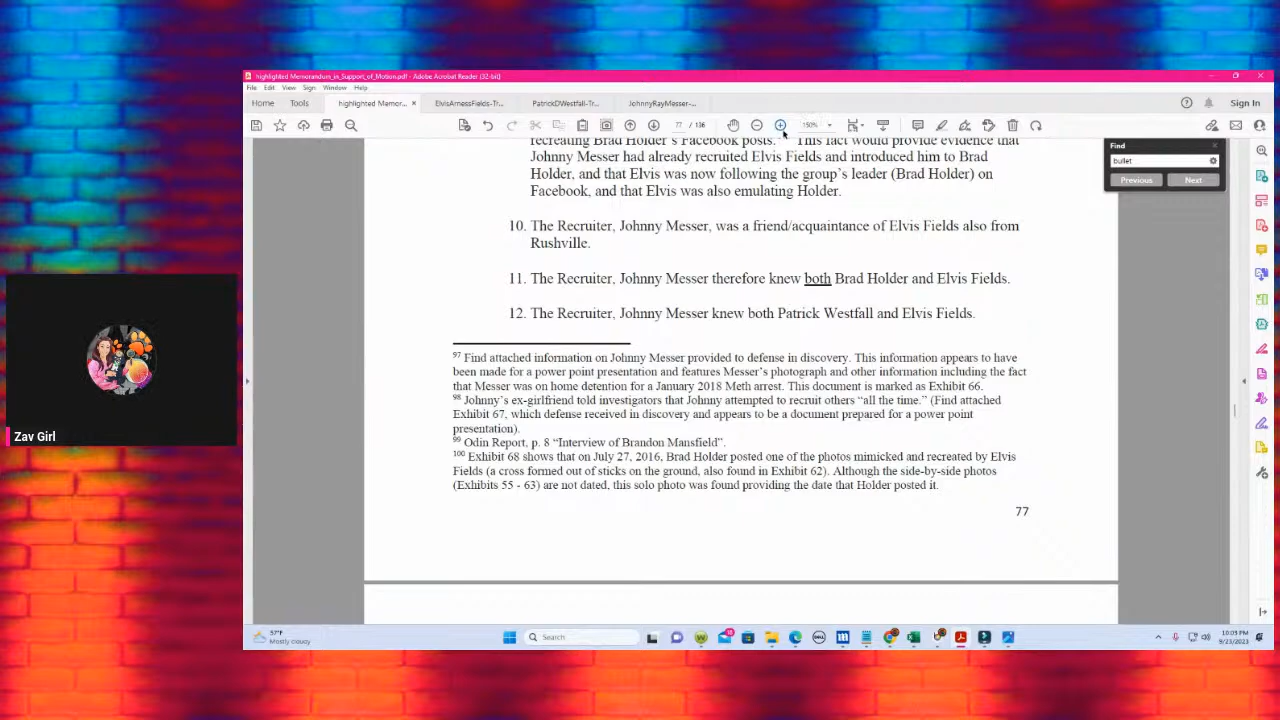 highlighted Memorandum_in_Support_of_Motion.pdf - Adobe Acrobat Reader (32-bit)
File Edit View Sign Window Help
Home Tools highlighted Memor... × ElvisArnessFields-Tr... PatrickDWestfall-Tr... JohnnyRayMesser-... Sign In
77 / 136 150%
Find
bullet
Previous Next
recreating Brad Holder's Facebook posts. This fact would provide evidence that
Johnny Messer had already recruited Elvis Fields and introduced him to Brad
Holder, and that Elvis was now following the group's leader (Brad Holder) on
Facebook, and that Elvis was also emulating Holder.
10. The Recruiter, Johnny Messer, was a friend/acquaintance of Elvis Fields also from
Rushville.
11. The Recruiter, Johnny Messer therefore knew both Brad Holder and Elvis Fields.
12. The Recruiter, Johnny Messer knew both Patrick Westfall and Elvis Fields.
97 Find attached information on Johnny Messer provided to defense in discovery. This information appears to have
been made for a power point presentation and features Messer's photograph and other information including the fact
that Messer was on home detention for a January 2018 Meth arrest. This document is marked as Exhibit 66.
98 Johnny's ex-girlfriend told investigators that Johnny attempted to recruit others “all the time.” (Find attached
Exhibit 67, which defense received in discovery and appears to be a document prepared for a power point
presentation).
99 Odin Report, p. 8 “Interview of Brandon Mansfield”.
100 Exhibit 68 shows that on July 27, 2016, Brad Holder posted one of the photos mimicked and recreated by Elvis
Fields (a cross formed out of sticks on the ground, also found in Exhibit 62). Although the side-by-side photos
(Exhibits 55 - 63) are not dated, this solo photo was found providing the date that Holder posted it.
77
Zav Girl
57°F
Mostly cloudy
Search
10:03 PM
9/23/2023